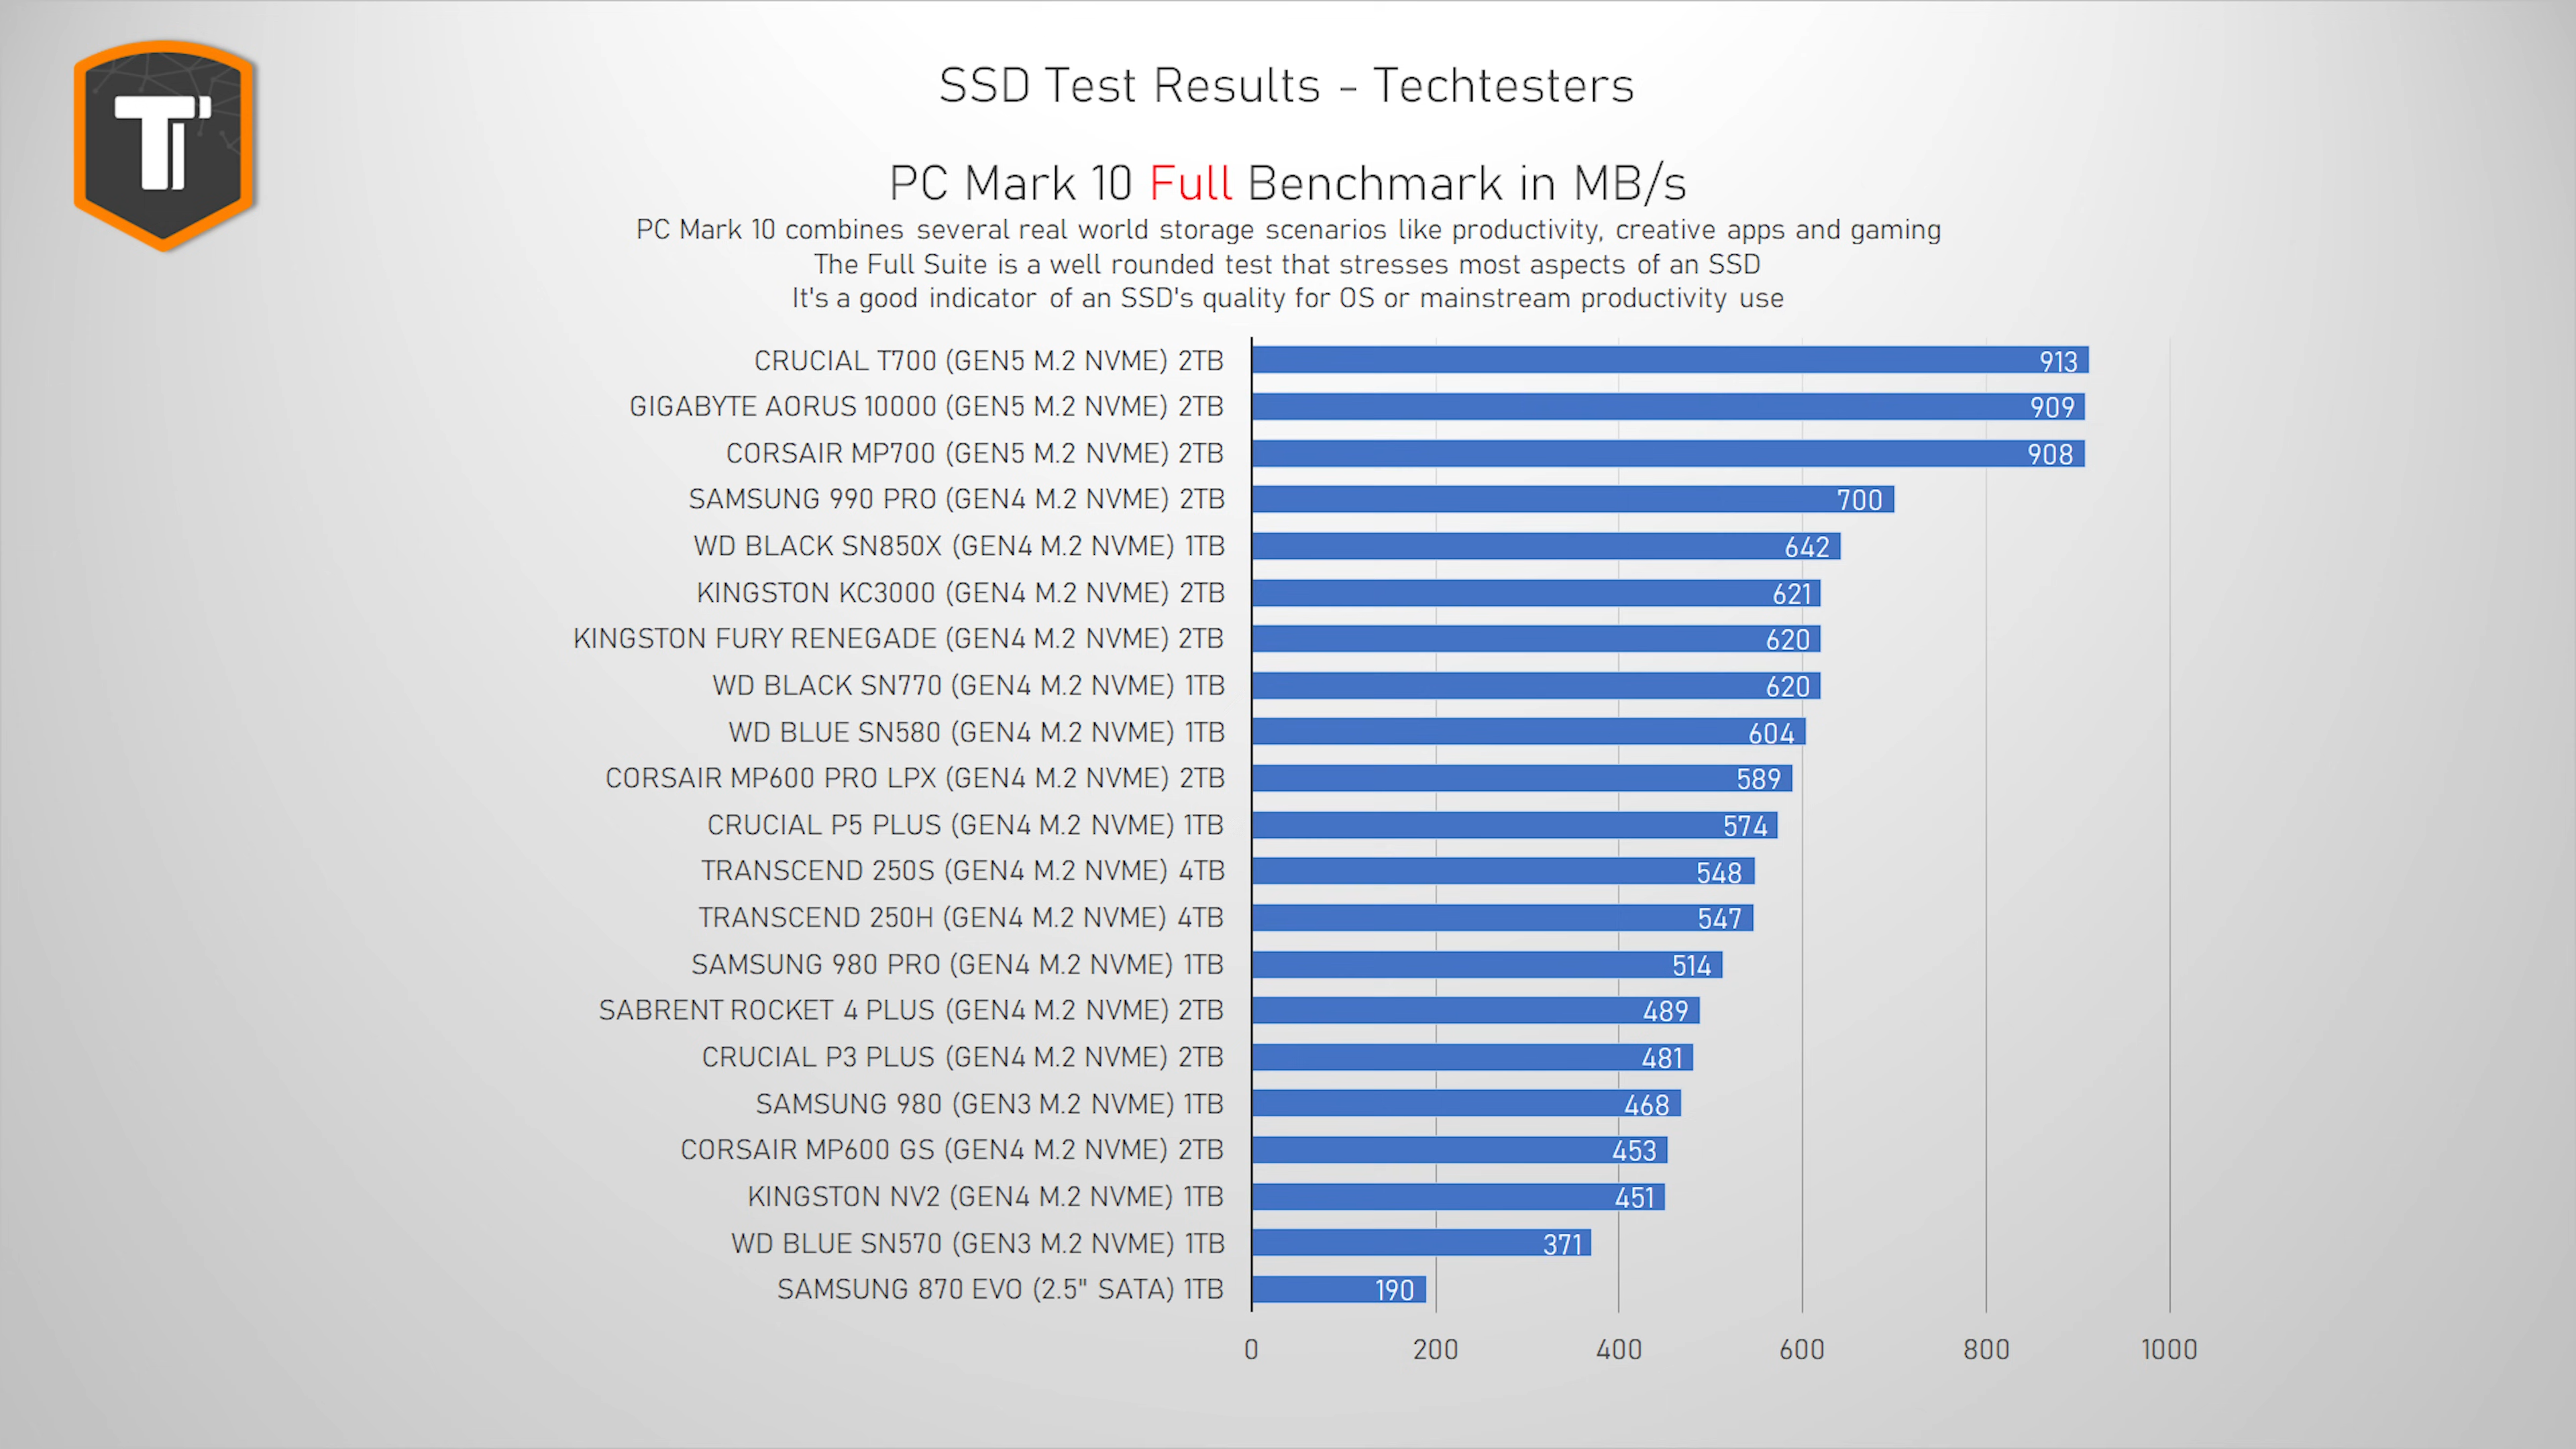 SSD Test Results - Techtesters
PC Mark 10 Full Benchmark in MB/s
PC Mark 10 combines several real world storage scenarios like productivity, creative apps and gaming
The Full Suite is a well rounded test that stresses most aspects of an SSD
It's a good indicator of an SSD's quality for OS or mainstream productivity use
CRUCIAL T700 (GEN5 M.2 NVME) 2TB 913
GIGABYTE AORUS 10000 (GEN5 M.2 NVME) 2TB 909
CORSAIR MP700 (GEN5 M.2 NVME) 2TB 908
SAMSUNG 990 PRO (GEN4 M.2 NVME) 2TB 700
WD BLACK SN850X (GEN4 M.2 NVME) 1TB 642
KINGSTON KC3000 (GEN4 M.2 NVME) 2TB 621
KINGSTON FURY RENEGADE (GEN4 M.2 NVME) 2TB 620
WD BLACK SN770 (GEN4 M.2 NVME) 1TB 620
WD BLUE SN580 (GEN4 M.2 NVME) 1TB 604
CORSAIR MP600 PRO LPX (GEN4 M.2 NVME) 2TB 589
CRUCIAL P5 PLUS (GEN4 M.2 NVME) 1TB 574
TRANSCEND 250S (GEN4 M.2 NVME) 4TB 548
TRANSCEND 250H (GEN4 M.2 NVME) 4TB 547
SAMSUNG 980 PRO (GEN4 M.2 NVME) 1TB 514
SABRENT ROCKET 4 PLUS (GEN4 M.2 NVME) 2TB 489
CRUCIAL P3 PLUS (GEN4 M.2 NVME) 2TB 481
SAMSUNG 980 (GEN3 M.2 NVME) 1TB 468
CORSAIR MP600 GS (GEN4 M.2 NVME) 2TB 453
KINGSTON NV2 (GEN4 M.2 NVME) 1TB 451
WD BLUE SN570 (GEN3 M.2 NVME) 1TB 371
SAMSUNG 870 EVO (2.5" SATA) 1TB 190
0 200 400 600 800 1000